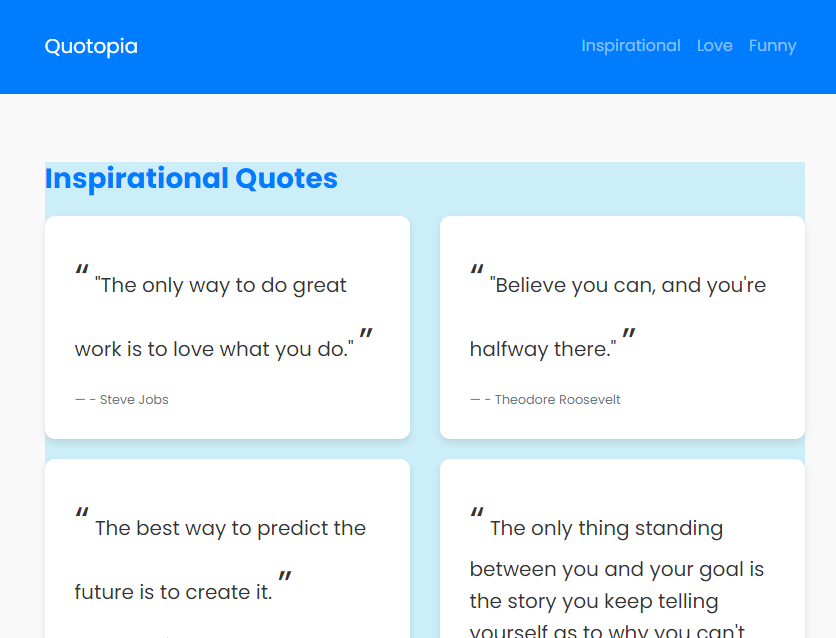 Quotopia
Inspirational Love Funny
Inspirational Quotes
“ "The only way to do great
work is to love what you do." ”
— - Steve Jobs
“ "Believe you can, and you're
halfway there." ”
— - Theodore Roosevelt
“ The best way to predict the
future is to create it. ”
“ The only thing standing
between you and your goal is
the story you keep telling
yourself as to why you can't